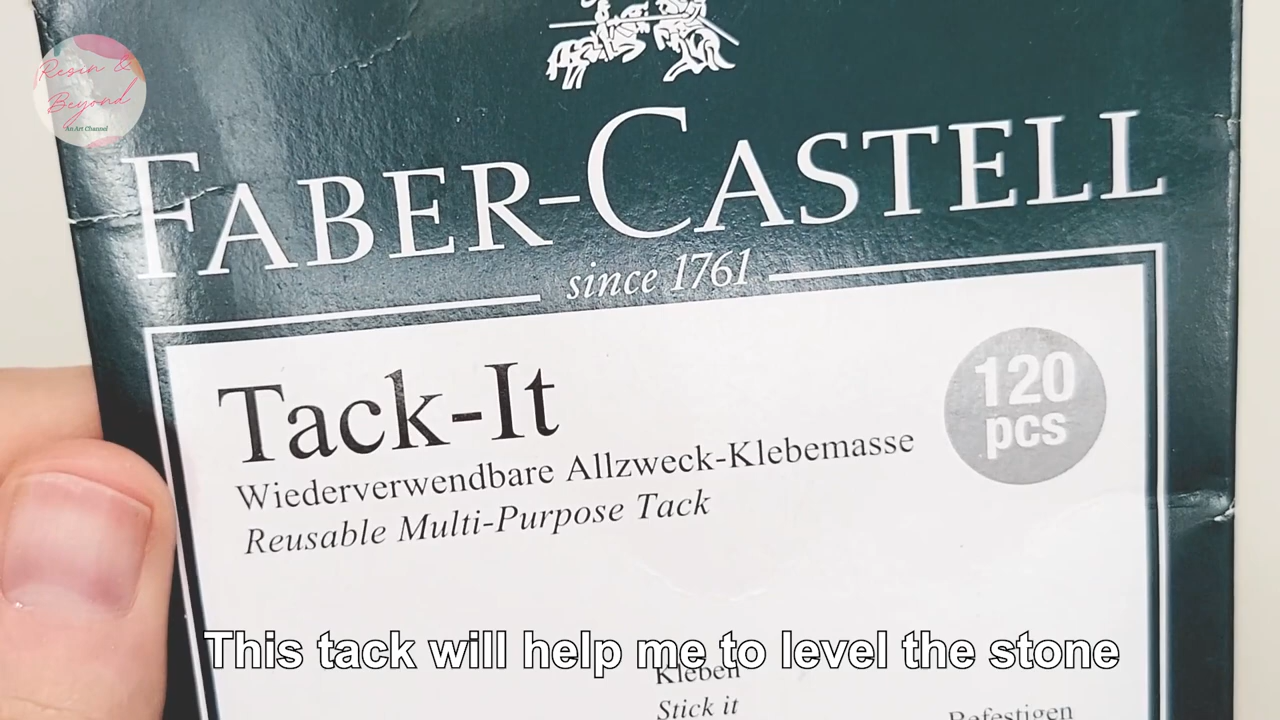 Resin &
Beyond
An Art Channel
FABER-CASTELL
since 1761
Tack-It
120
pcs
Wiederverwendbare Allzweck-Klebemasse
Reusable Multi-Purpose Tack
This tack will help me to level the stone
Kleben
Stick it
Befestigen